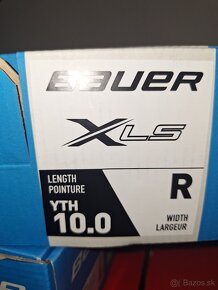 BAUER
XLS
LENGTH
POINTURE
YTH
10.0
R
WIDTH
LARGEUR
© bazos.sk